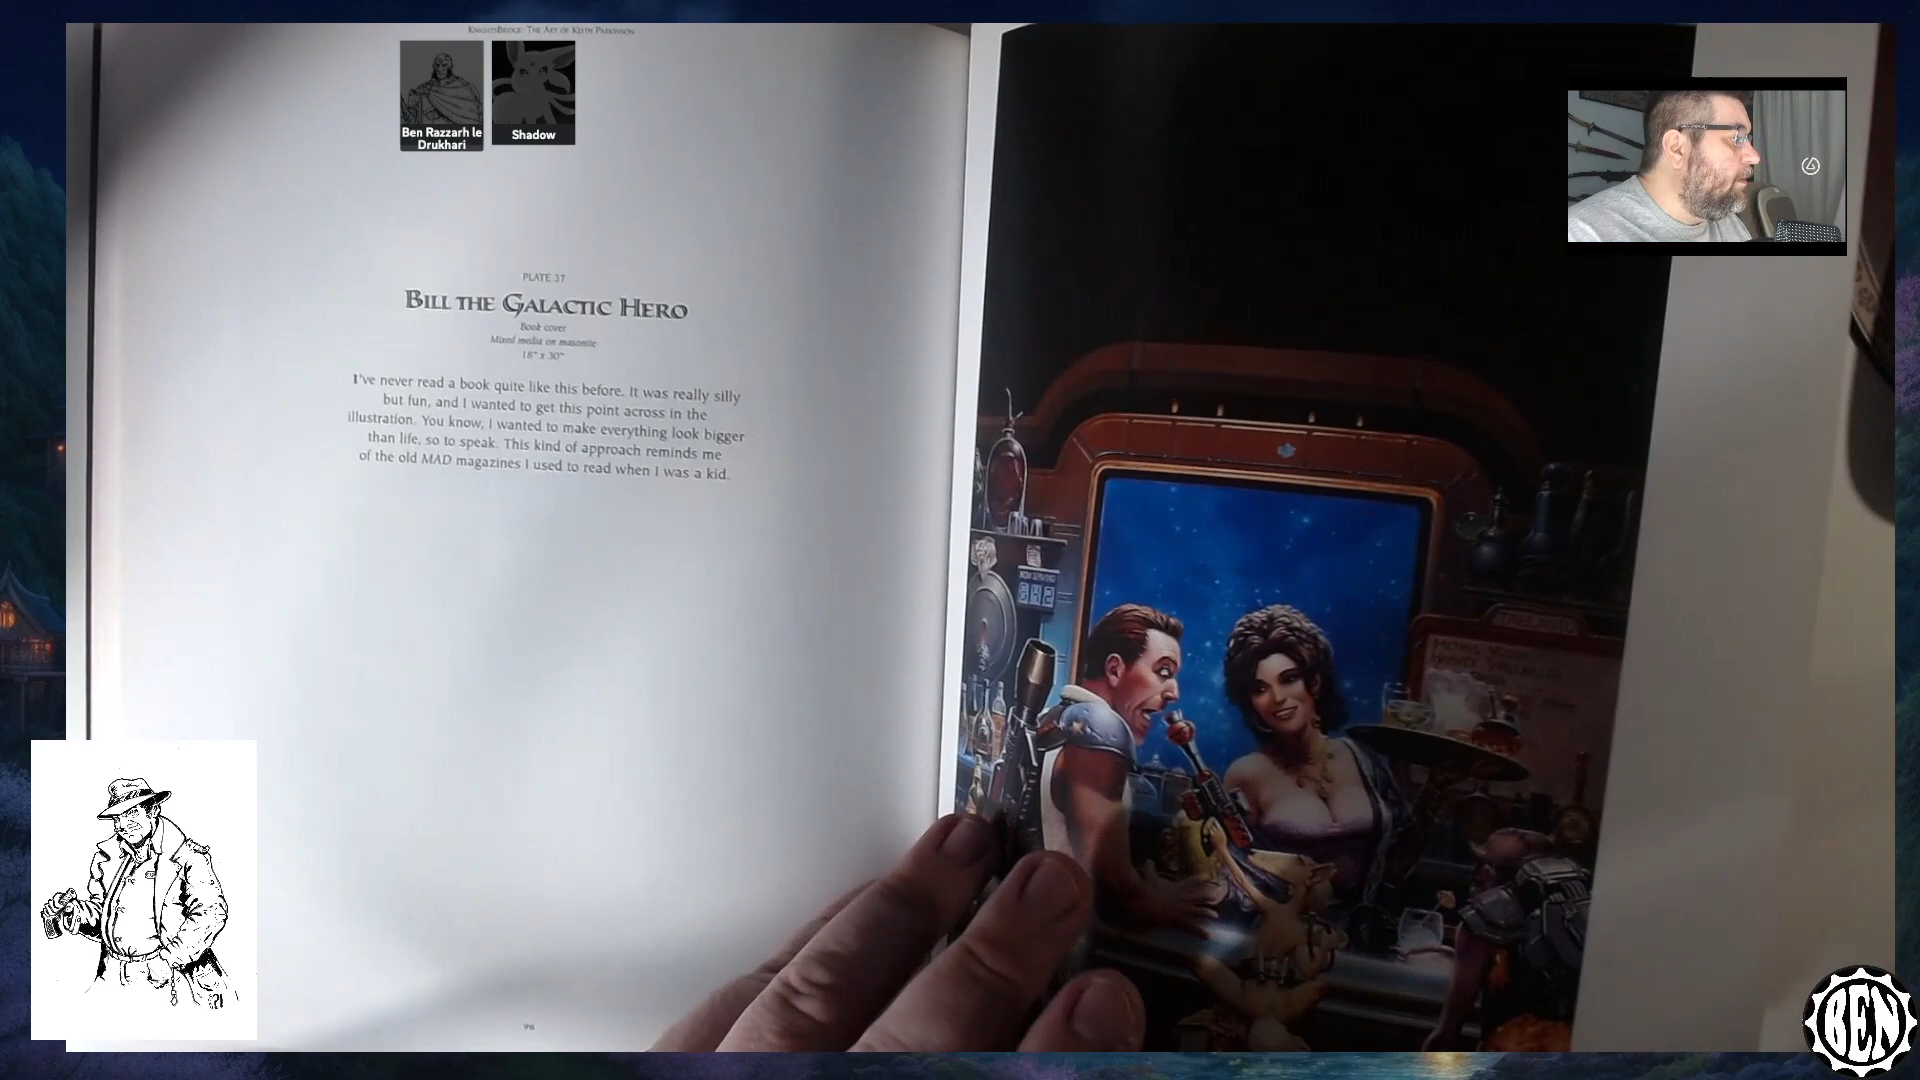 KnightsBridge: The Art of Keith Parkinson
Ben Razzarh le
Drukhari
Shadow
PLATE 37
Bill the Galactic Hero
Book cover
Mixed media on masonite
18" x 30"
I've never read a book quite like this before. It was really silly
but fun, and I wanted to get this point across in the
illustration. You know, I wanted to make everything look bigger
than life, so to speak. This kind of approach reminds me
of the old MAD magazines I used to read when I was a kid.
NOW SERVING
842
98
BEN